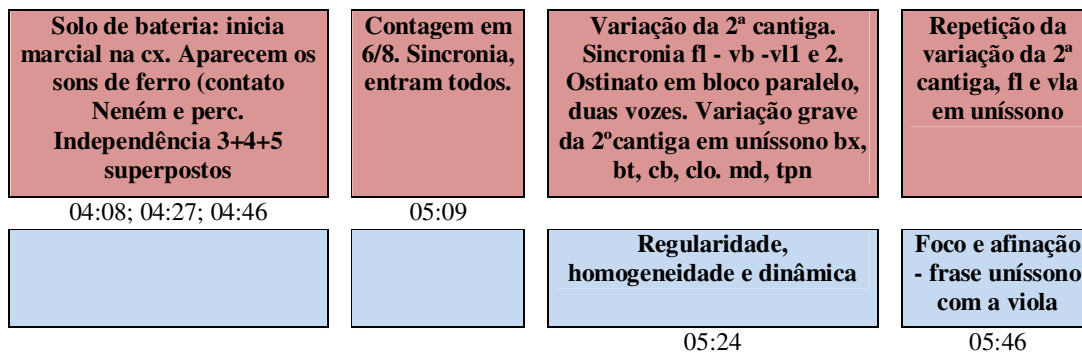 Solo de bateria: inicia
marcial na cx. Aparecem os
sons de ferro (contato
Neném e perc.
Independência 3+4+5
superpostos
Contagem em
6/8. Sincronia,
entram todos.
Variação da 2ª cantiga.
Sincronia fl - vb -vl1 e 2.
Ostinato em bloco paralelo,
duas vozes. Variação grave
da 2ºcantiga em uníssono bx,
bt, cb, clo. md, tpn
Repetição da
variação da 2ª
cantiga, fl e vla
em uníssono
04:08; 04:27; 04:46
05:09
Regularidade,
homogeneidade e dinâmica
Foco e afinação
- frase uníssono
com a viola
05:24
05:46